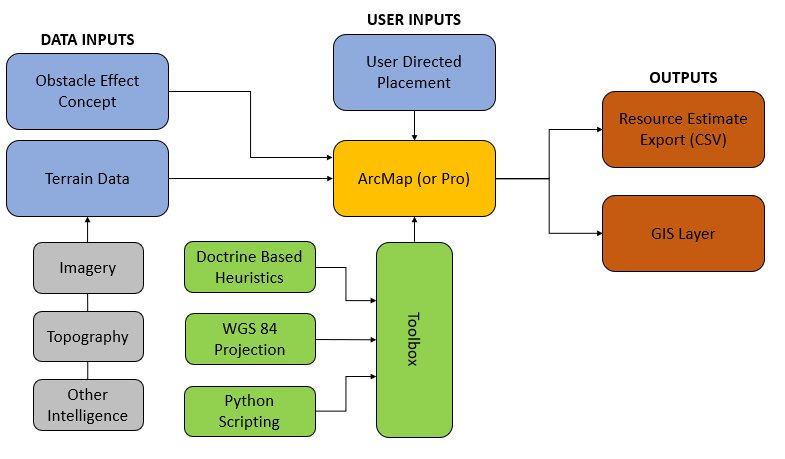 DATA INPUTS
Obstacle Effect
Concept
Terrain Data
Imagery
Topography
Other
Intelligence
USER INPUTS
User Directed
Placement
ArcMap (or Pro)
Doctrine Based
Heuristics
WGS 84
Projection
Python
Scripting
Toolbox
OUTPUTS
Resource Estimate
Export (CSV)
GIS Layer